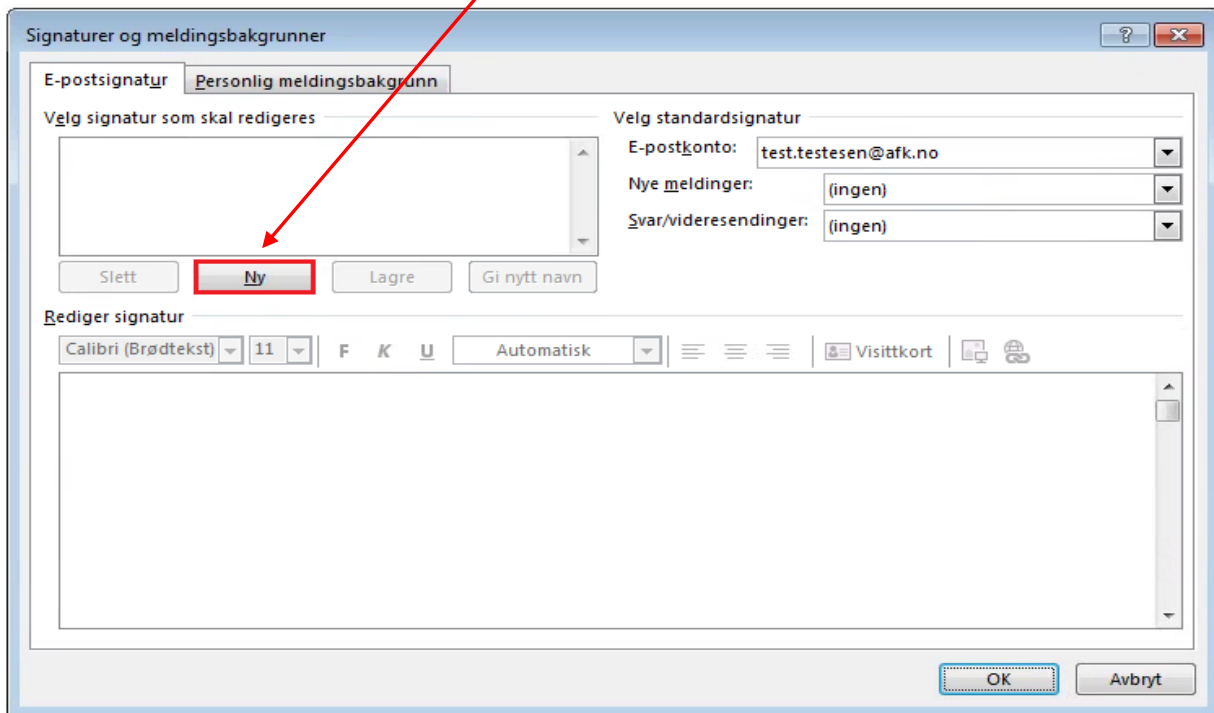 Signaturer og meldingsbakgrunner
E-postsignatur Personlig meldingsbakgrunn
Velg signatur som skal redigeres
Velg standardsignatur
E-postkonto: test.testesen@afk.no
Nye meldinger: (ingen)
Svar/videresendinger: (ingen)
Slett Ny Lagre Gi nytt navn
Rediger signatur
Calibri (Brødtekst) 11 F K U Automatisk Visittkort
OK Avbryt